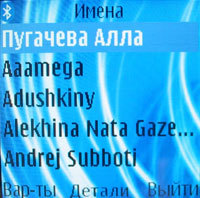 Имена
Пугачева Алла
Aaamega
Adushkiny
Alekhina Nata Gaze...
Andrej Subboti
Вар-ты Детали Выйти